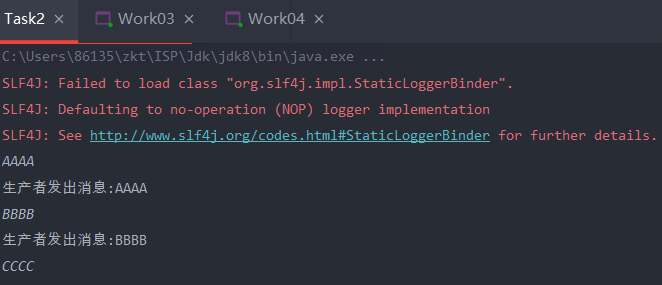 Task2 × Work03 × Work04 ×
C:\Users\86135\zkt\ISP\Jdk\jdk8\bin\java.exe ...
SLF4J: Failed to load class "org.slf4j.impl.StaticLoggerBinder".
SLF4J: Defaulting to no-operation (NOP) logger implementation
SLF4J: See http://www.slf4j.org/codes.html#StaticLoggerBinder for further details.
AAAA
生产者发出消息:AAAA
BBBB
生产者发出消息:BBBB
CCCC